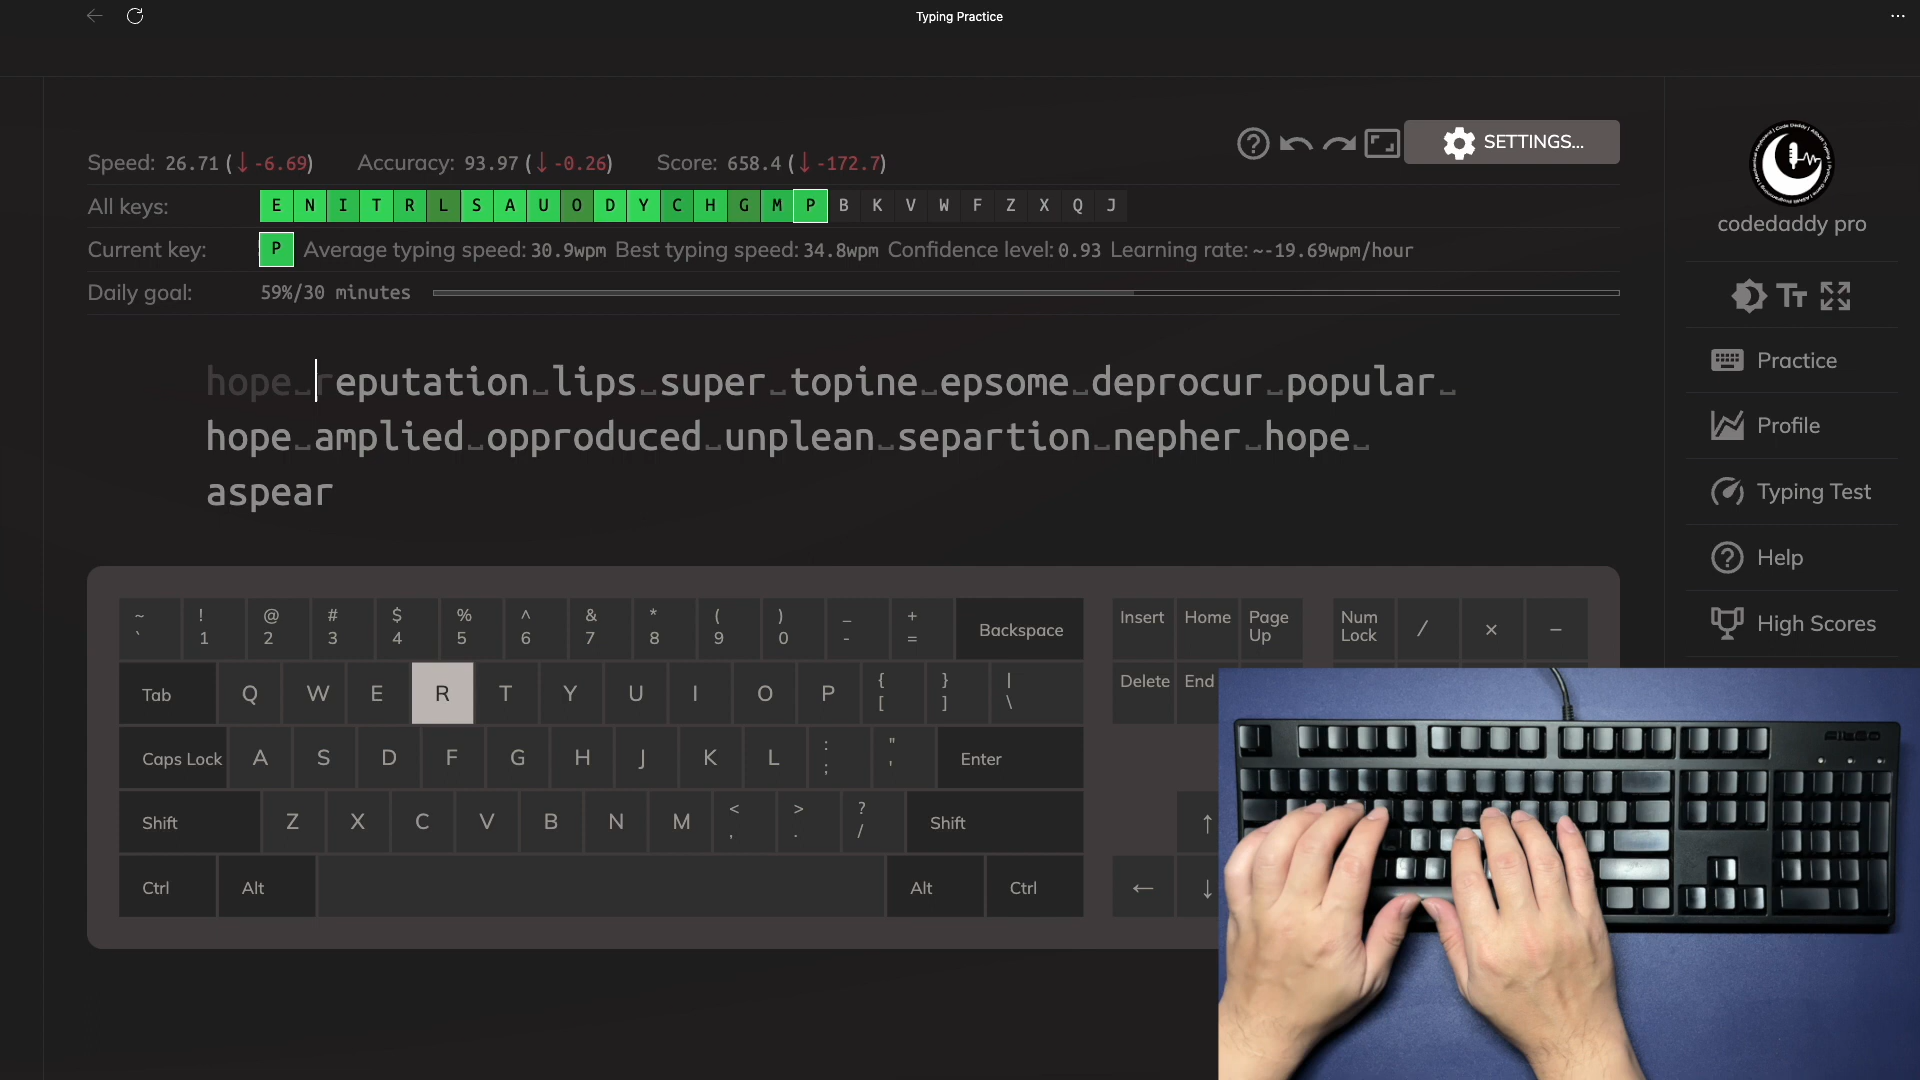 Typing Practice
SETTINGS...
Speed: 26.71 (↓-6.69) Accuracy: 93.97 (↓-0.26) Score: 658.4 (↓-172.7)
All keys: E N I T R L S A U O D Y C H G M P B K V W F Z X Q J
Current key: P Average typing speed: 30.9wpm Best typing speed: 34.8wpm Confidence level: 0.93 Learning rate: ~-19.69wpm/hour
Daily goal: 59%/30 minutes
hope␣reputation␣lips␣super␣topine␣epsome␣deprocur␣popular␣
hope␣amplied␣opproduced␣unplean␣separtion␣nepher␣hope␣
aspear
codedaddy pro
Practice
Profile
Typing Test
Help
High Scores
~ ! @ # $ % ^ & * ( ) _ +
` 1 2 3 4 5 6 7 8 9 0 - = Backspace
Tab Q W E R T Y U I O P { [ } ] | \
Caps Lock A S D F G H J K L : ; " ' Enter
Shift Z X C V B N M < , > . ? / Shift
Ctrl Alt Alt Ctrl
Insert Home Page Up
Delete End
↑
← ↓
Num Lock / × −